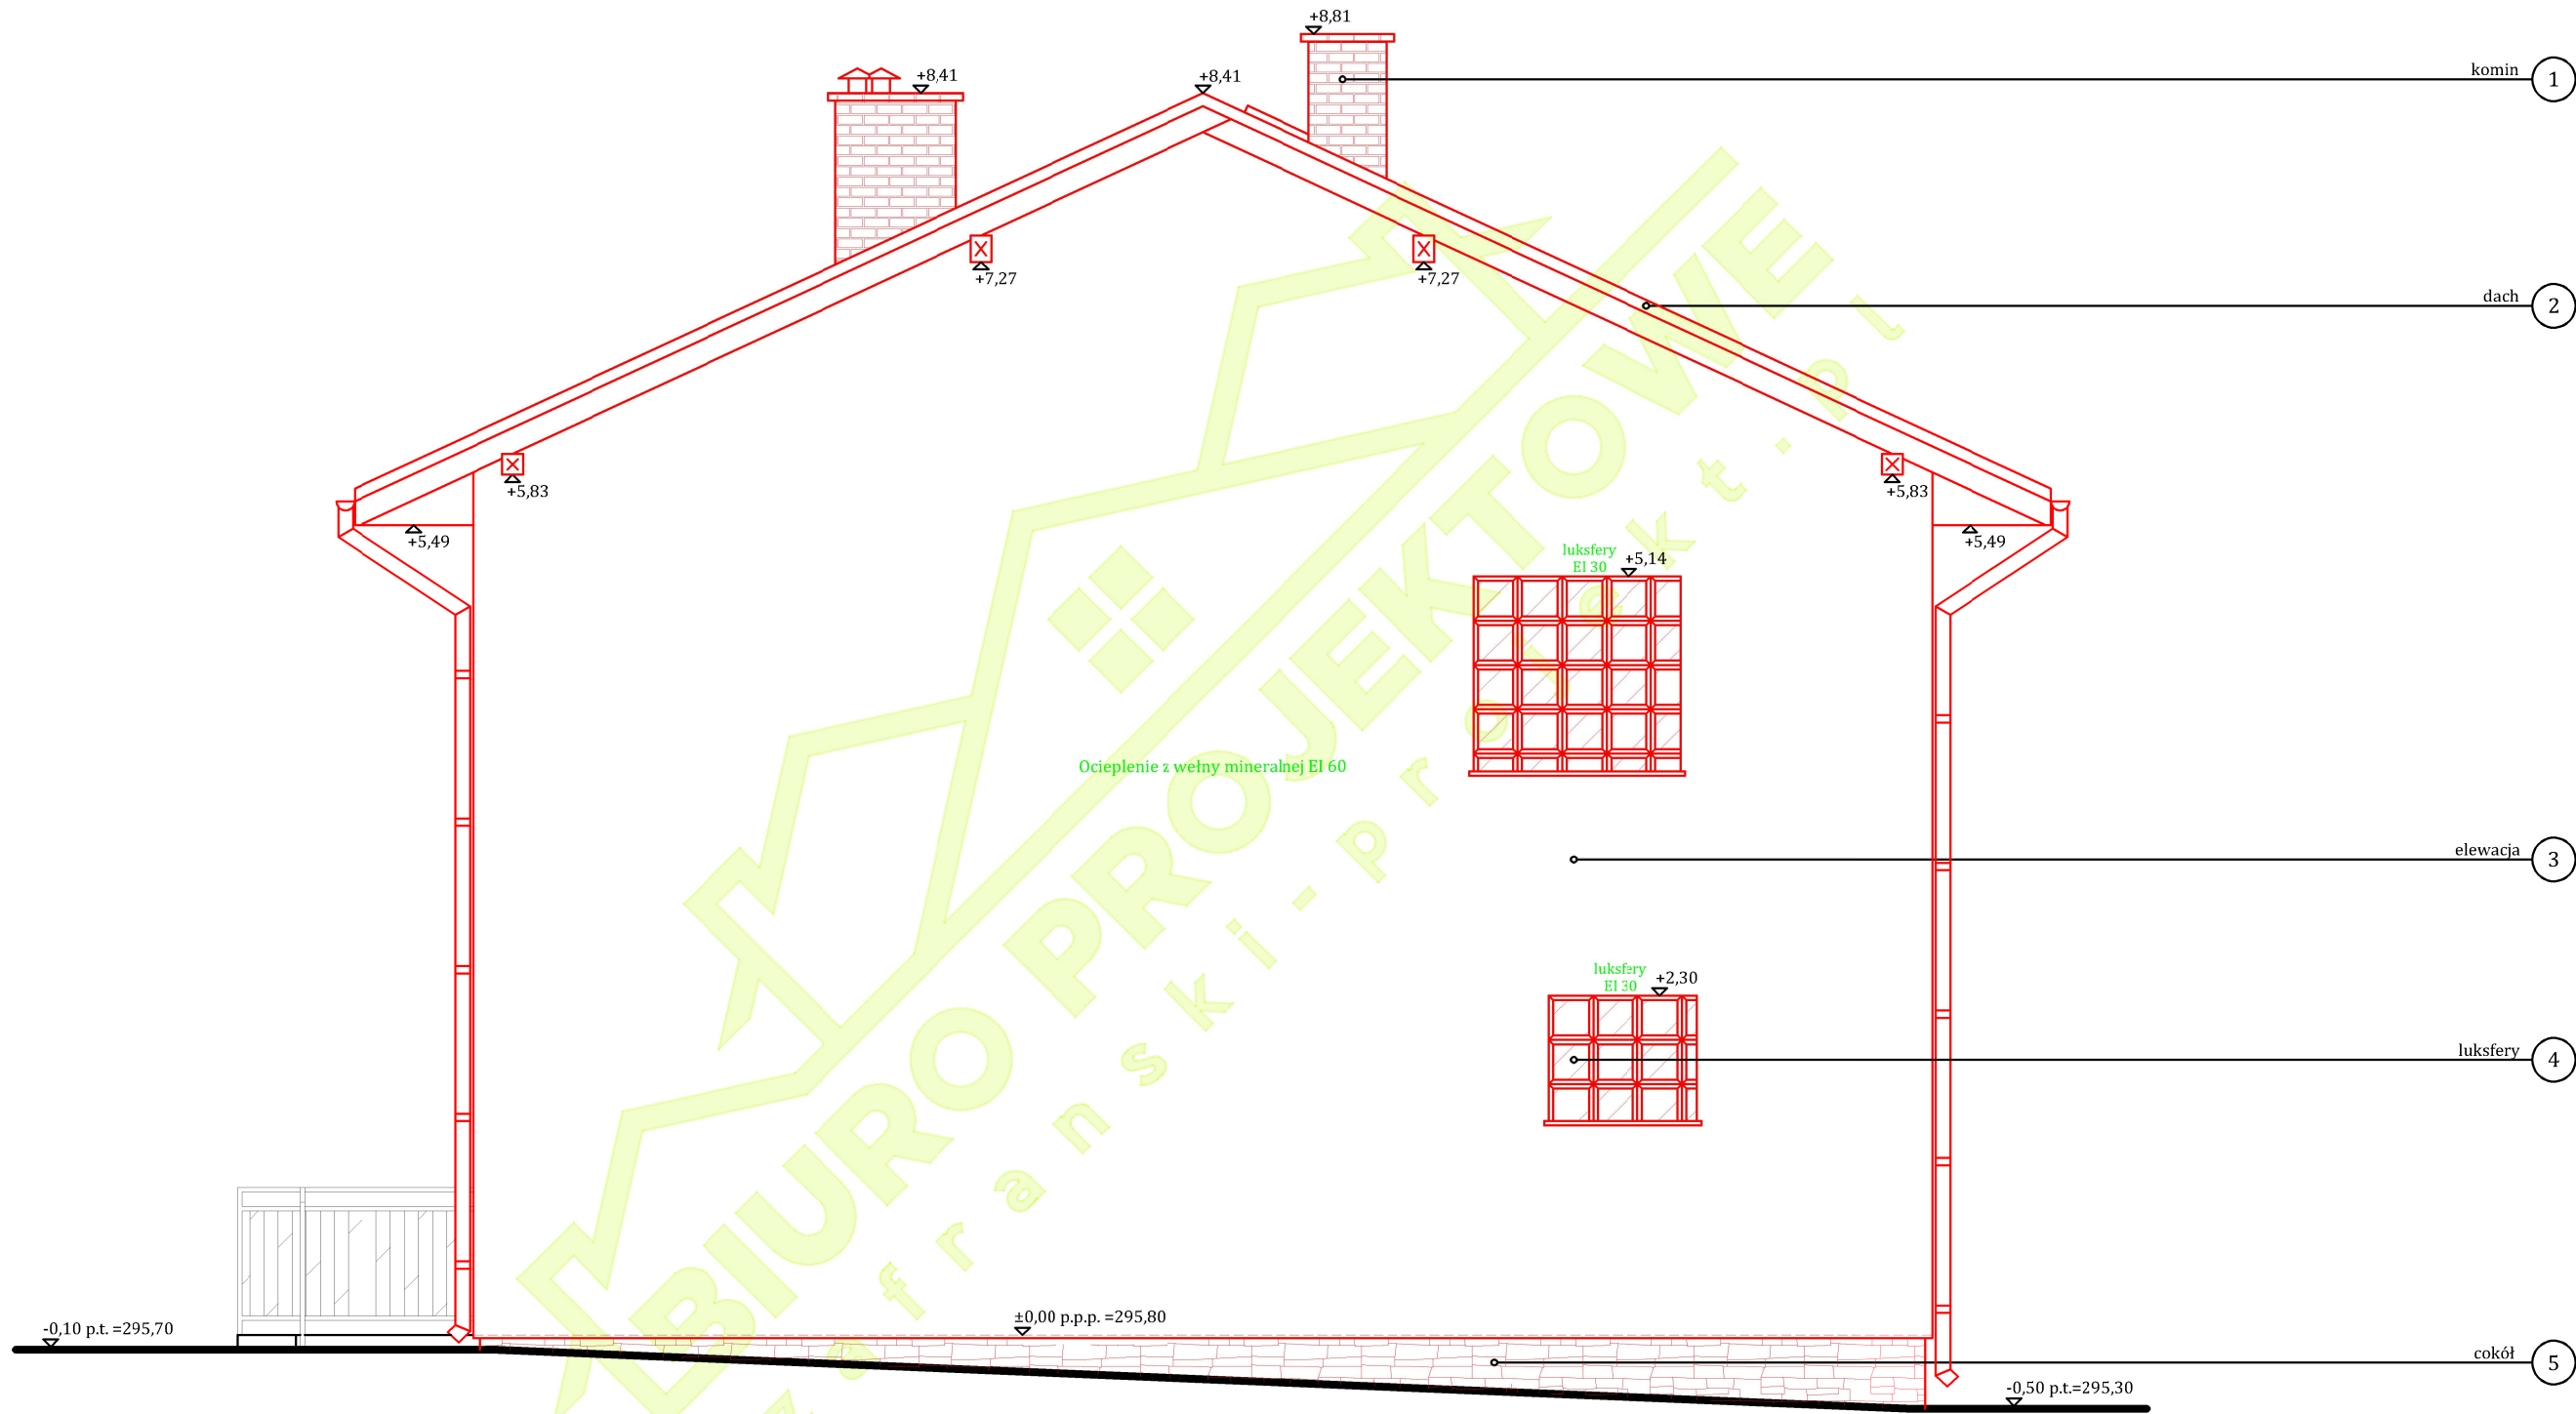 +8,81
komin 1
+8,41
+8,41
+7,27
+7,27
dach 2
+5,83
+5,83
+5,49
+5,49
luksfery
EI 30
+5,14
Ocieplenie z wełny mineralnej EI 60
elewacja 3
luksfery
EI 30
+2,30
luksfery 4
±0,00 p.p.p. =295,80
-0,10 p.t. =295,70
cokół 5
-0,50 p.t.=295,30
BIURO PROJEKTOWE
afranski-projekt.pl